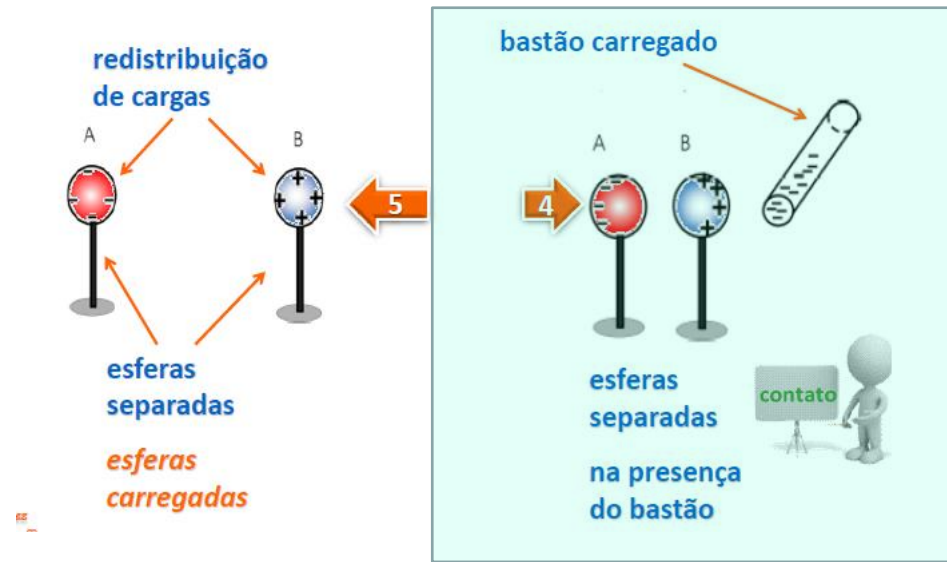 redistribuição
de cargas
A
B
5
esferas
separadas
esferas
carregadas
bastão carregado
A
B
4
esferas
separadas
contato
na presença
do bastão